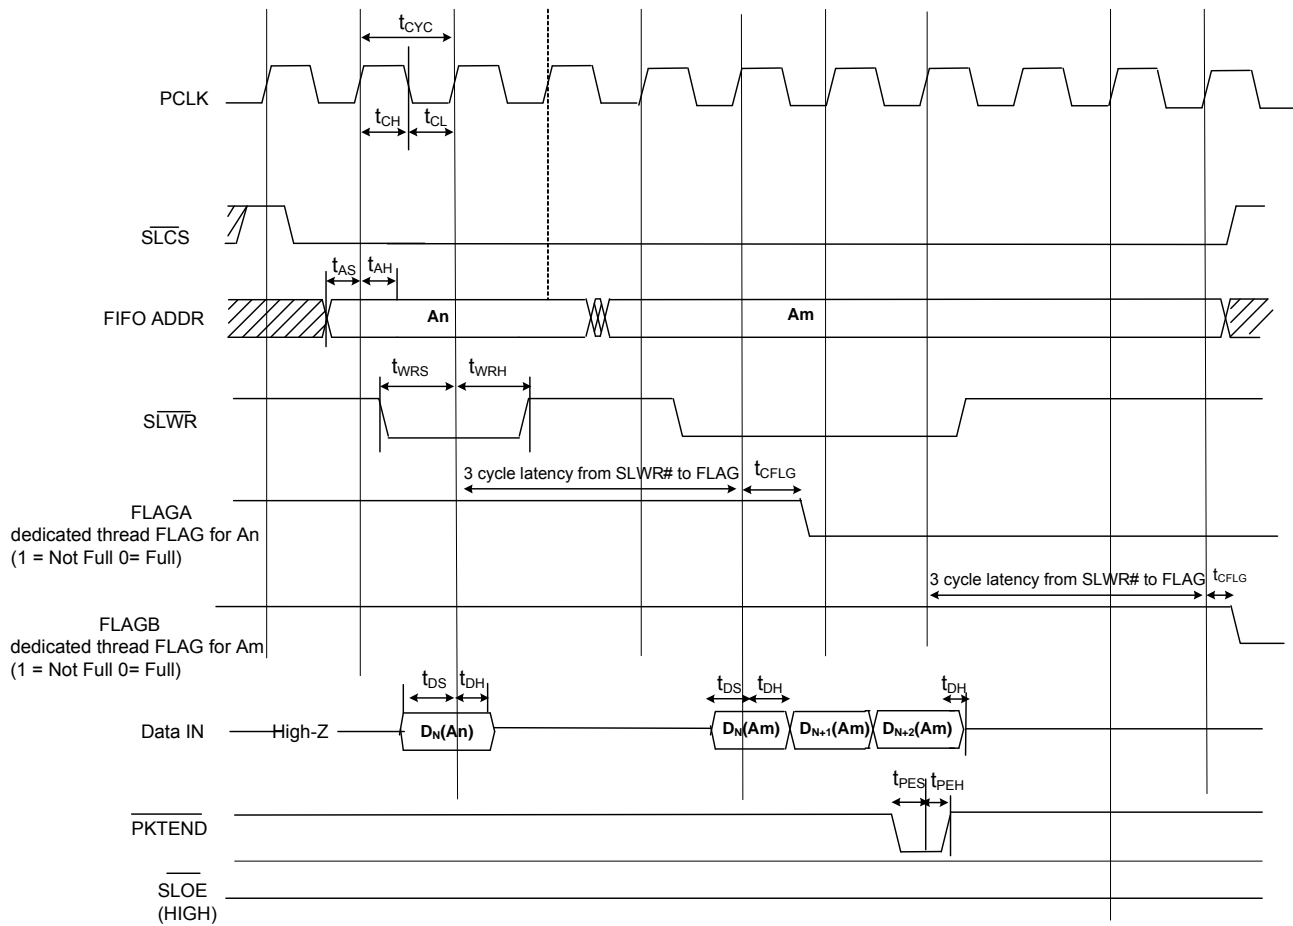 tCYC
PCLK
tCH
tCL
SLCS
tAS
tAH
FIFO ADDR
An
Am
tWRS
tWRH
SLWR
3 cycle latency from SLWR# to FLAG
tCFLG
FLAGA
dedicated thread FLAG for An
(1 = Not Full 0= Full)
3 cycle latency from SLWR# to FLAG
tCFLG
FLAGB
dedicated thread FLAG for Am
(1 = Not Full 0= Full)
tDS
tDH
tDS
tDH
tDH
Data IN
High-Z
DN(An)
DN(Am)
DN+1(Am)
DN+2(Am)
tPES
tPEH
PKTEND
SLOE
(HIGH)